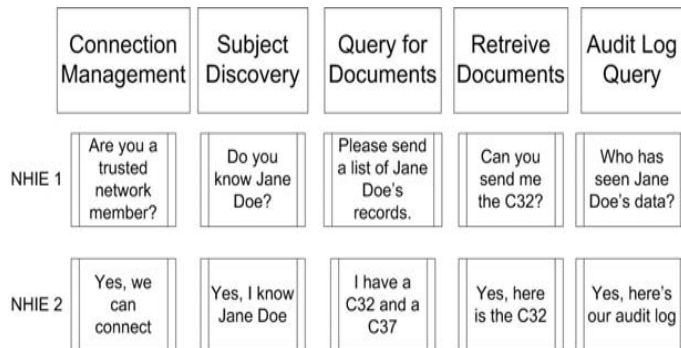 Connection
Management
Subject
Discovery
Query for
Documents
Retreive
Documents
Audit Log
Query
NHIE 1
Are you a
trusted
network
member?
Do you
know Jane
Doe?
Please send
a list of Jane
Doe's
records.
Can you
send me
the C32?
Who has
seen Jane
Doe's data?
NHIE 2
Yes, we
can
connect
Yes, I know
Jane Doe
I have a
C32 and a
C37
Yes, here
is the C32
Yes, here's
our audit log